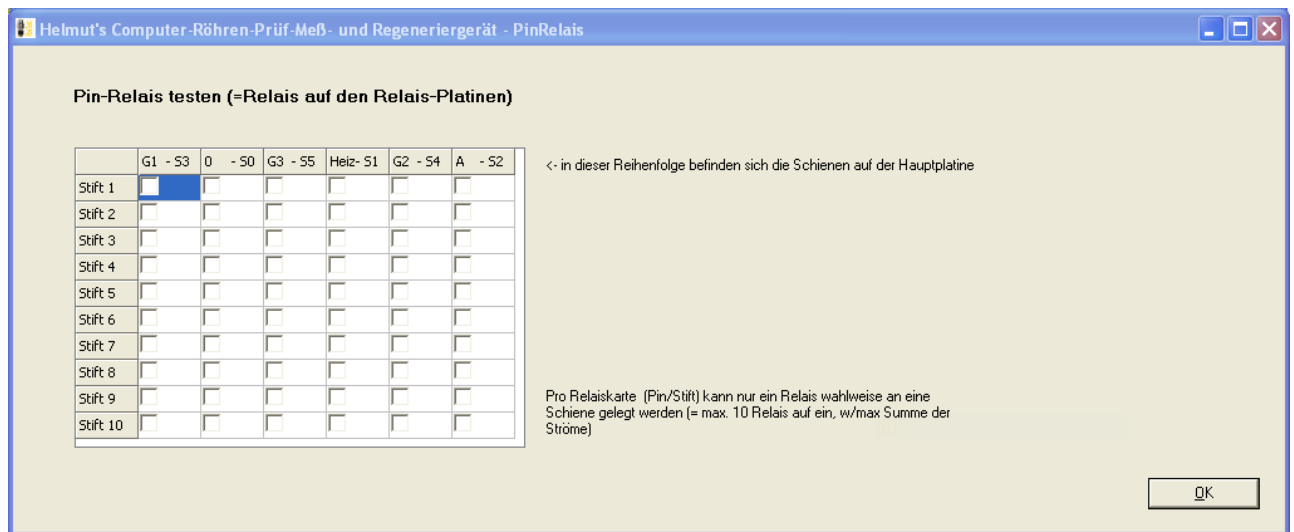 Helmut's Computer-Röhren-Prüf-Meß- und Regeneriergerät - PinRelais
Pin-Relais testen (=Relais auf den Relais-Platinen)
G1 - S3 0 - S0 G3 - S5 Heiz- S1 G2 - S4 A - S2
<- in dieser Reihenfolge befinden sich die Schienen auf der Hauptplatine
Stift 1
Stift 2
Stift 3
Stift 4
Stift 5
Stift 6
Stift 7
Stift 8
Stift 9
Stift 10
Pro Relaiskarte (Pin/Stift) kann nur ein Relais wahlweise an eine
Schiene gelegt werden (= max. 10 Relais auf ein, w/max Summe der
Ströme)
OK